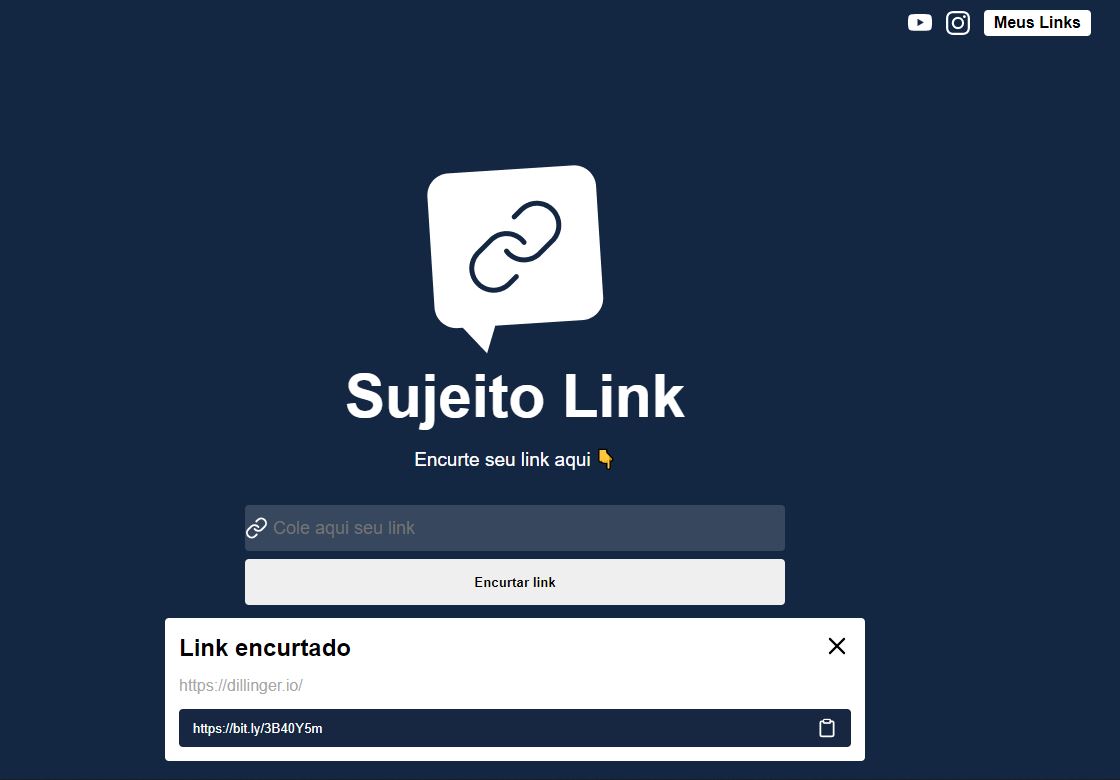 Meus Links
Sujeito Link
Encurte seu link aqui 👇
Cole aqui seu link
Encurtar link
Link encurtado
https://dillinger.io/
https://bit.ly/3B40Y5m